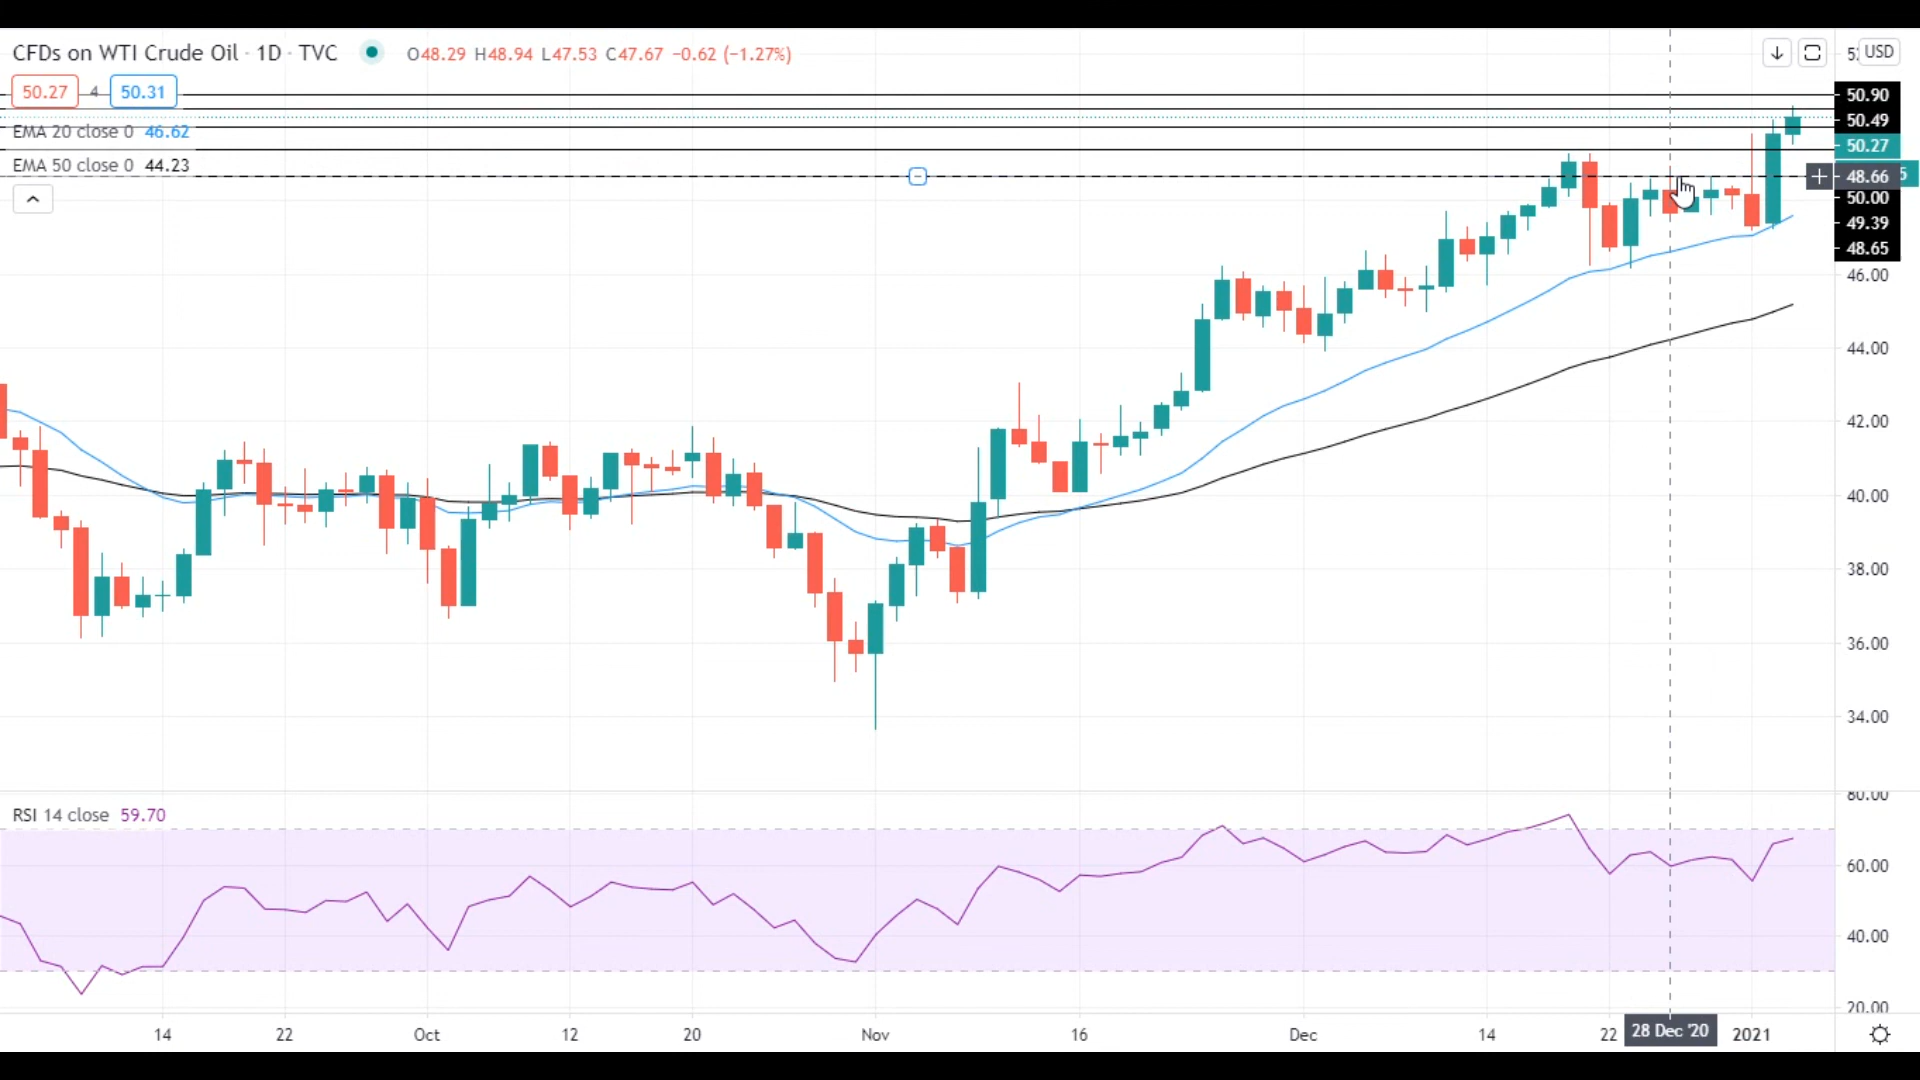 CFDs on WTI Crude Oil · 1D · TVC O48.29 H48.94 L47.53 C47.67 −0.62 (−1.27%)
USD
50.27 4 50.31
EMA 20 close 0 46.62
EMA 50 close 0 44.23
50.90
50.49
50.27
48.66
50.00
49.39
48.65
46.00
44.00
42.00
40.00
38.00
36.00
34.00
RSI 14 close 59.70
80.00
60.00
40.00
20.00
14 22 Oct 12 20 Nov 16 Dec 14 22 28 Dec '20 2021